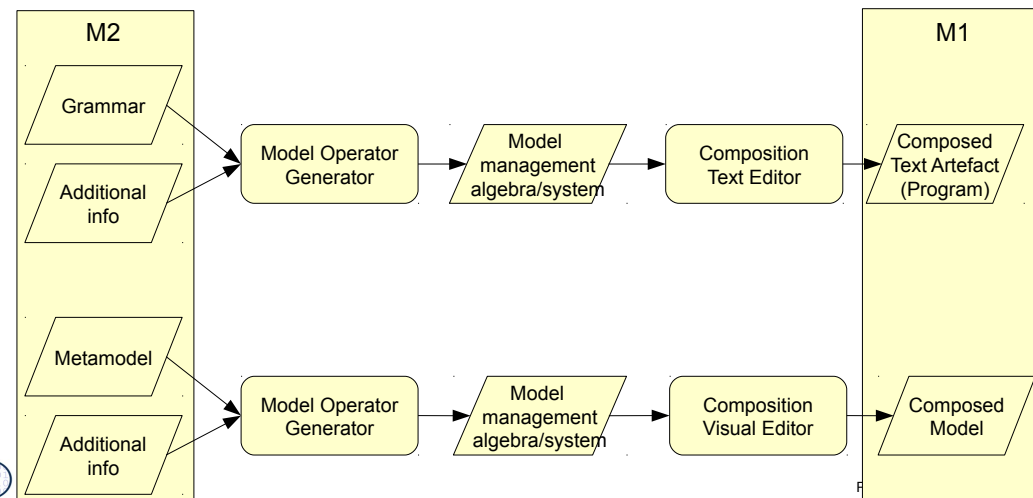 M2
M1
Grammar
Additional
info
Model Operator
Generator
Model
management
algebra/system
Composition
Text Editor
Composed
Text Artefact
(Program)
Metamodel
Additional
info
Model Operator
Generator
Model
management
algebra/system
Composition
Visual Editor
Composed
Model